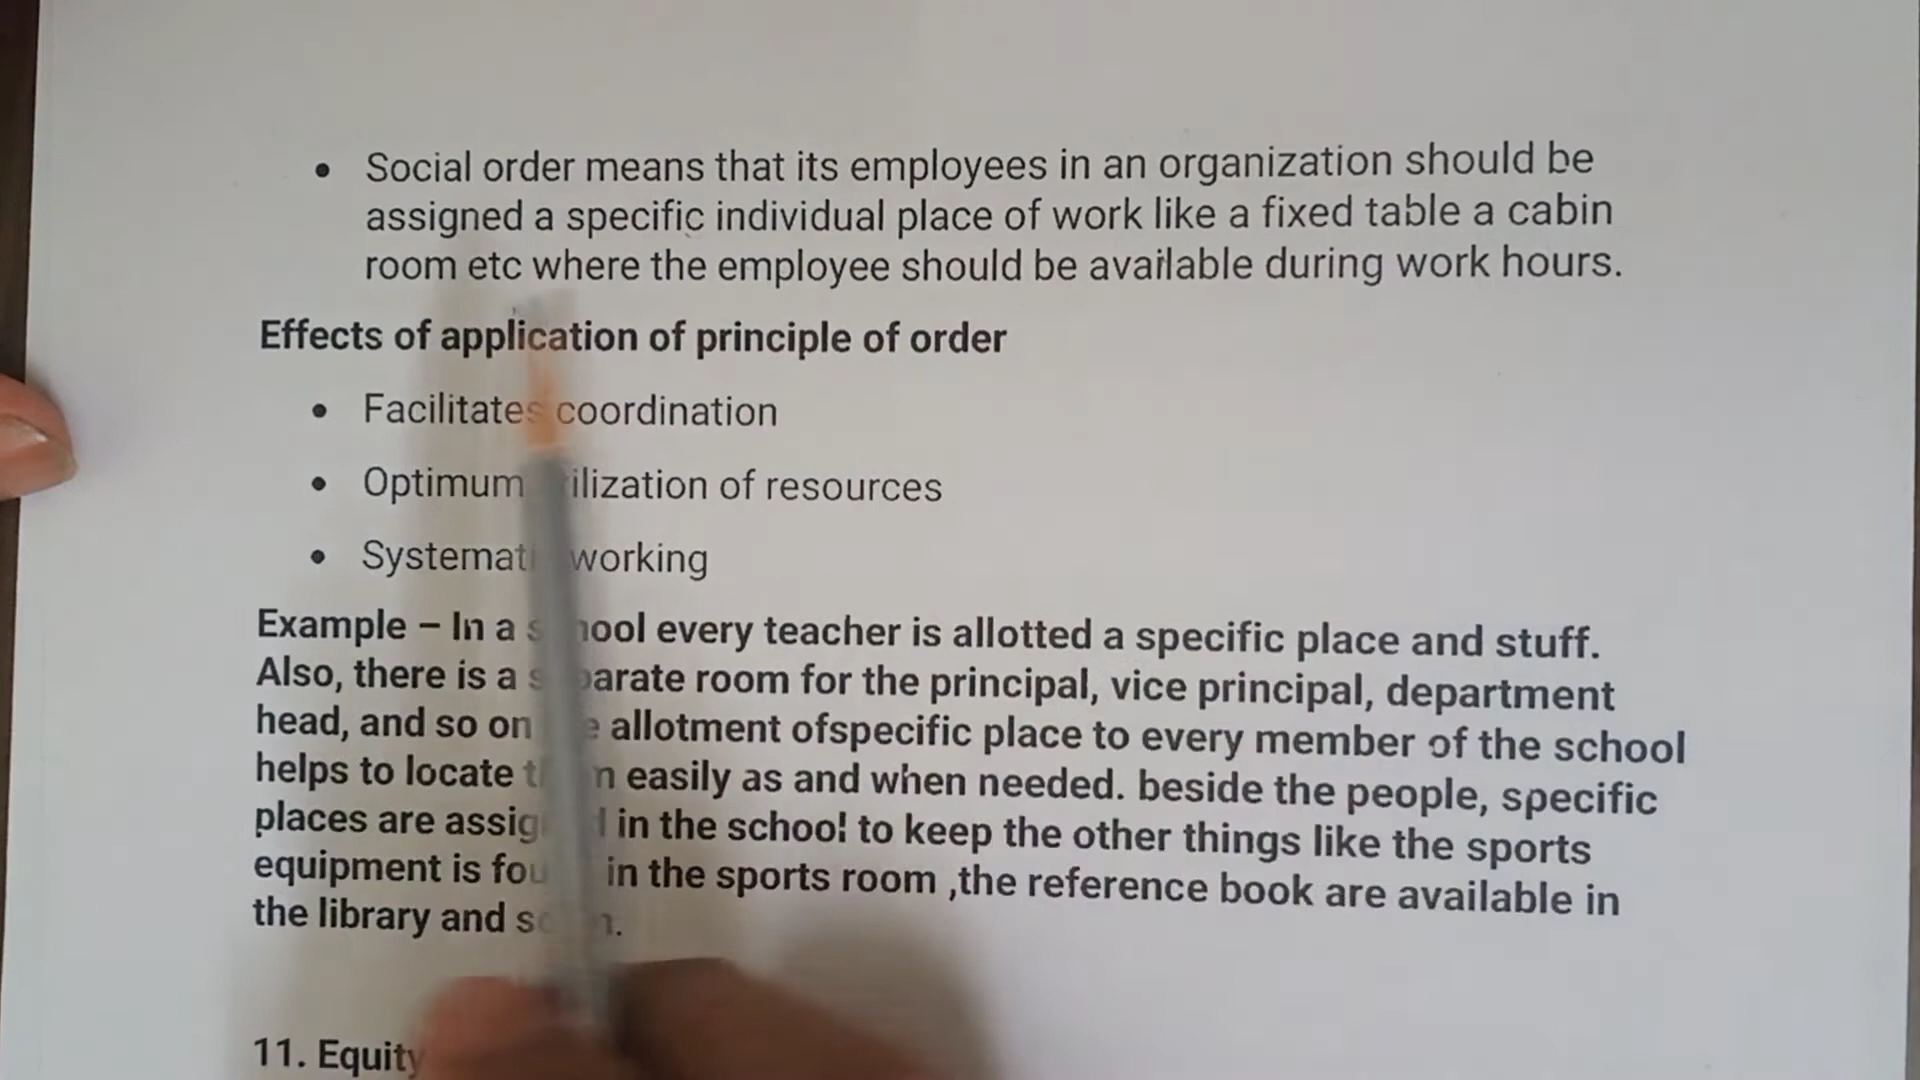 • Social order means that its employees in an organization should be
assigned a specific individual place of work like a fixed table a cabin
room etc where the employee should be available during work hours.
Effects of application of principle of order
• Facilitates coordination
• Optimum of resources
• working
Example – In a every teacher is allotted a specific place and stuff.
Also, there is a room for the principal, vice principal, department
head, and so on allotment ofspecific place to every member of the school
helps to locate easily as and when needed. beside the people, specific
places are in the school to keep the other things like the sports
equipment is in the sports room ,the reference book are available in
the library and
11. Equity